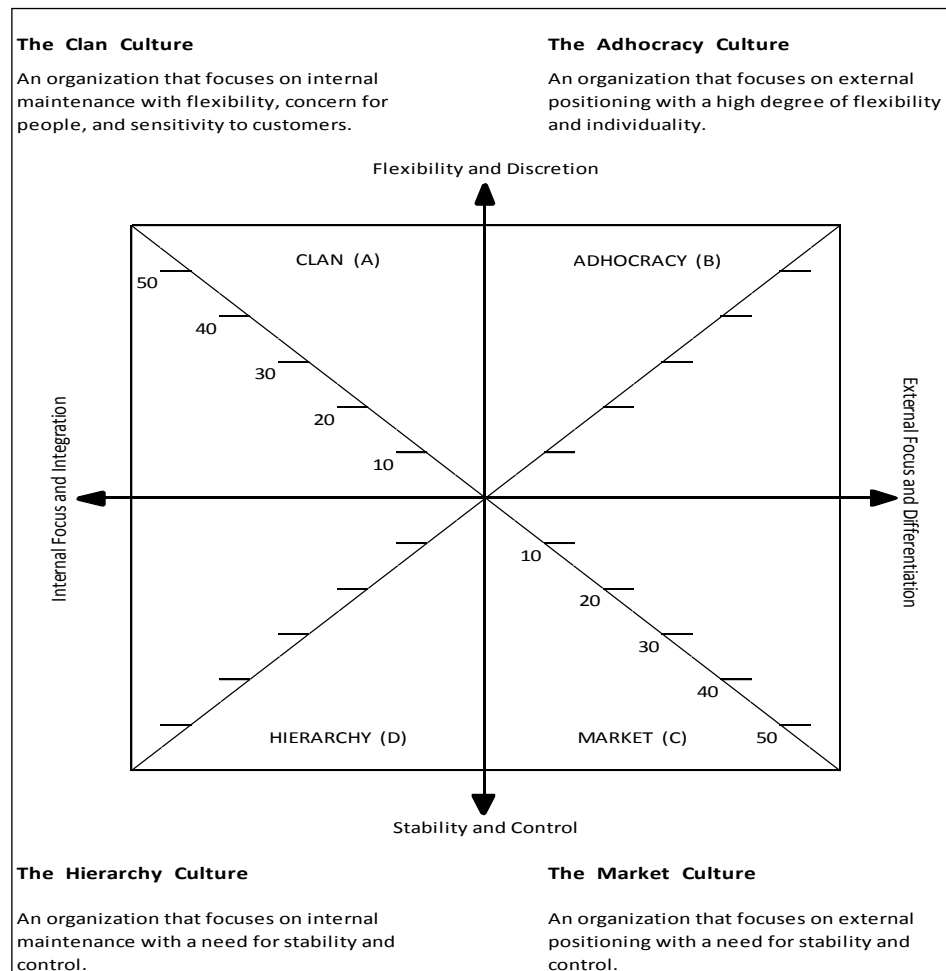 The Clan Culture
An organization that focuses on internal
maintenance with flexibility, concern for
people, and sensitivity to customers.
The Adhocracy Culture
An organization that focuses on external
positioning with a high degree of flexibility
and individuality.
Flexibility and Discretion
CLAN (A)
ADHOCRACY (B)
50
40
30
20
10
Internal Focus and Integration
External Focus and Differentiation
10
20
30
40
50
HIERARCHY (D)
MARKET (C)
Stability and Control
The Hierarchy Culture
An organization that focuses on internal
maintenance with a need for stability and
control.
The Market Culture
An organization that focuses on external
positioning with a need for stability and
control.